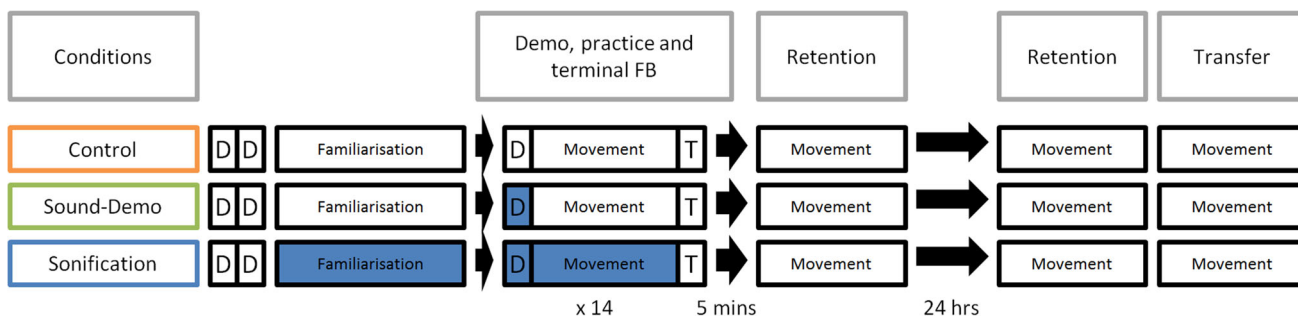 Conditions
Demo, practice and
terminal FB
Retention
Retention
Transfer
Control
D D
Familiarisation
D
Movement
T
Movement
Movement
Movement
Sound-Demo
D D
Familiarisation
D
Movement
T
Movement
Movement
Movement
Sonification
D D
Familiarisation
D
Movement
T
Movement
Movement
Movement
x 14
5 mins
24 hrs